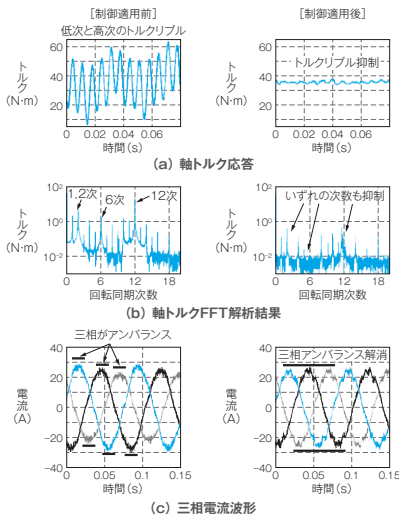 ［制御適用前］
［制御適用後］
低次と高次のトルクリプル
60
40
20
トルク
(N·m)
0
0.02
0.04
0.06
時間(s)
60
40
20
トルクリプル抑制
トルク
(N·m)
0
0.02
0.04
0.06
時間(s)
(a) 軸トルク応答
10²
10⁰
10⁻²
トルク
(N·m)
1,2次
6次
12次
0
6
12
18
回転同期次数
10²
10⁰
10⁻²
いずれの次数も抑制
トルク
(N·m)
0
6
12
18
回転同期次数
(b) 軸トルクFFT解析結果
三相がアンバランス
40
20
0
−20
−40
電流
(A)
0
0.05
0.1
0.15
時間(s)
40
20
0
−20
−40
三相アンバランス解消
電流
(A)
0
0.05
0.1
0.15
時間(s)
(c) 三相電流波形